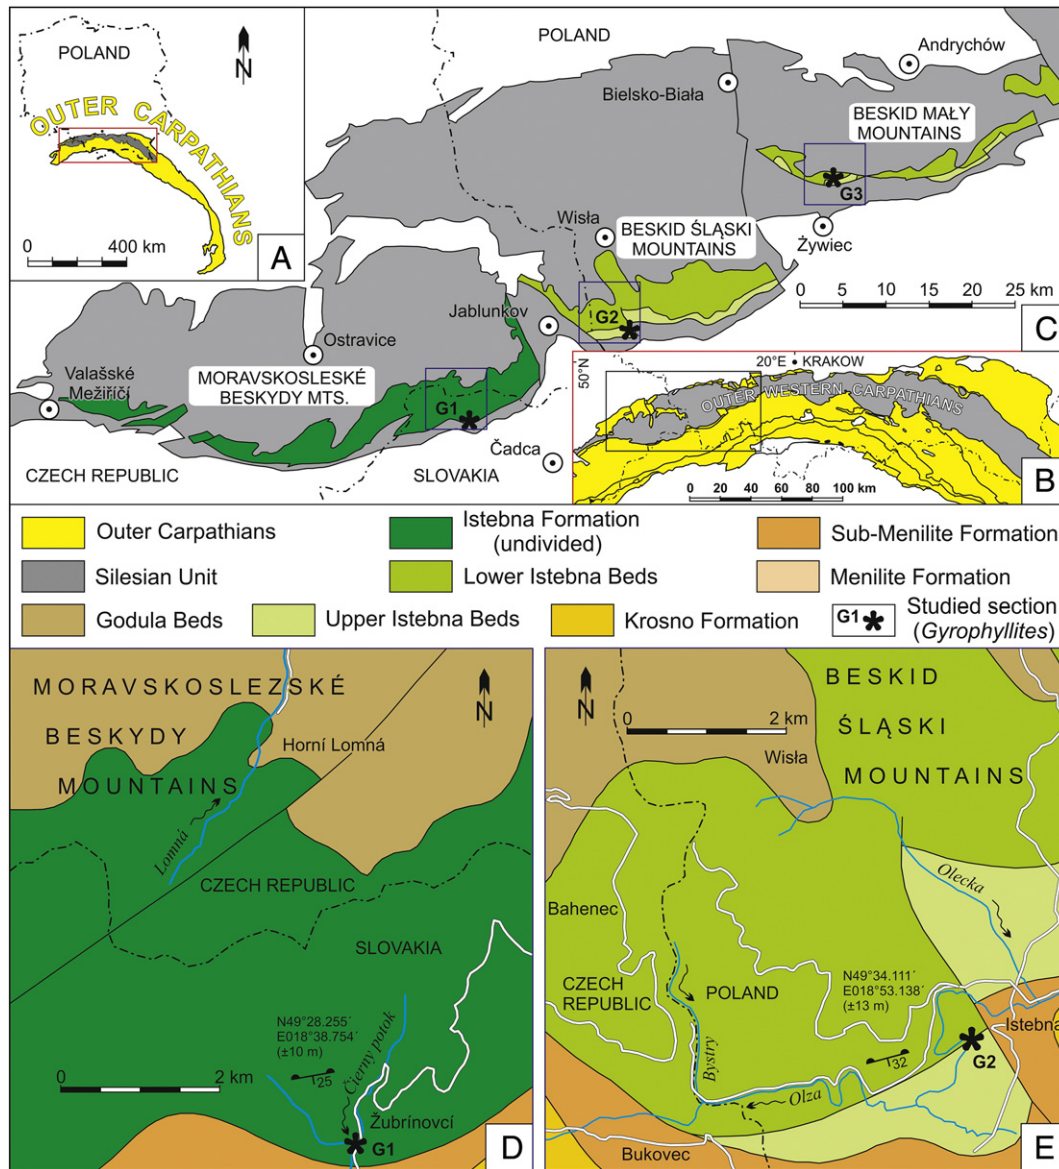 POLAND
N
OUTER CARPATHIANS
0 400 km
A
POLAND
Andrychów
Bielsko-Biała
BESKID MAŁY
MOUNTAINS
G3
Żywiec
Wisła
BESKID ŚLĄSKI
MOUNTAINS
G2
Jablunkov
0 5 10 15 20 25
km
C
Ostravice
Valašské
Meziříčí
MORAVSKOSLESKÉ
BESKYDY MTS.
G1
Čadca
CZECH REPUBLIC
SLOVAKIA
50°N
20°E
KRAKOW
OUTER WESTERN CARPATHIANS
0 20 40 60 80 100 km
B
Outer Carpathians
Istebna Formation
(undivided)
Sub-Menilite Formation
Silesian Unit
Lower Istebna Beds
Menilite Formation
Godula Beds
Upper Istebna Beds
Krosno Formation
G1
Studied section
(Gyrophyllites)
MORAVSKOSLEZSKÉ
BESKYDY
MOUNTAINS
N
Horní Lomná
Lomná
CZECH REPUBLIC
SLOVAKIA
N49°28.255´
E018°38.754´
(±10 m)
25
Čierny potok
0 2 km
Žubrínovcí
G1
D
N
0 2 km
BESKID
ŚLĄSKI
MOUNTAINS
Wisła
Olecka
Bahenec
CZECH
REPUBLIC
POLAND
N49°34.111´
E018°53.138´
(±13 m)
Istebna
32
G2
Bystry
Olza
Bukovec
E